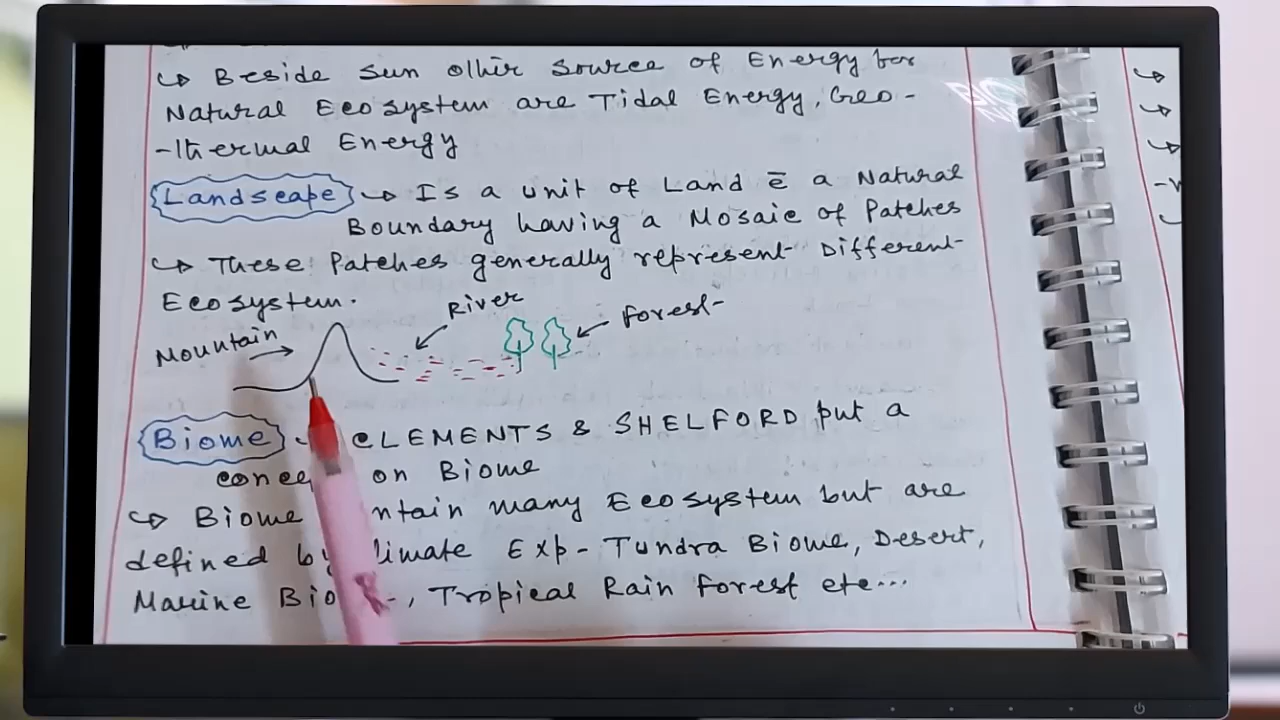 ↪ Beside Sun other Source of Energy for
Natural Ecosystem are Tidal Energy, Geo-
-thermal Energy
Landscape ↪ Is a unit of Land c̄ a Natural
Boundary having a Mosaic of Patches
↪ These Patches generally represent Different
Ecosystem.
Mountain → River Forest
Biome CLEMENTS & SHELFORD put a
on Biome
↪ Biome many Ecosystem but are
defined Exp - Tundra Biome, Desert,
Marine , Tropical Rain Forest etc...